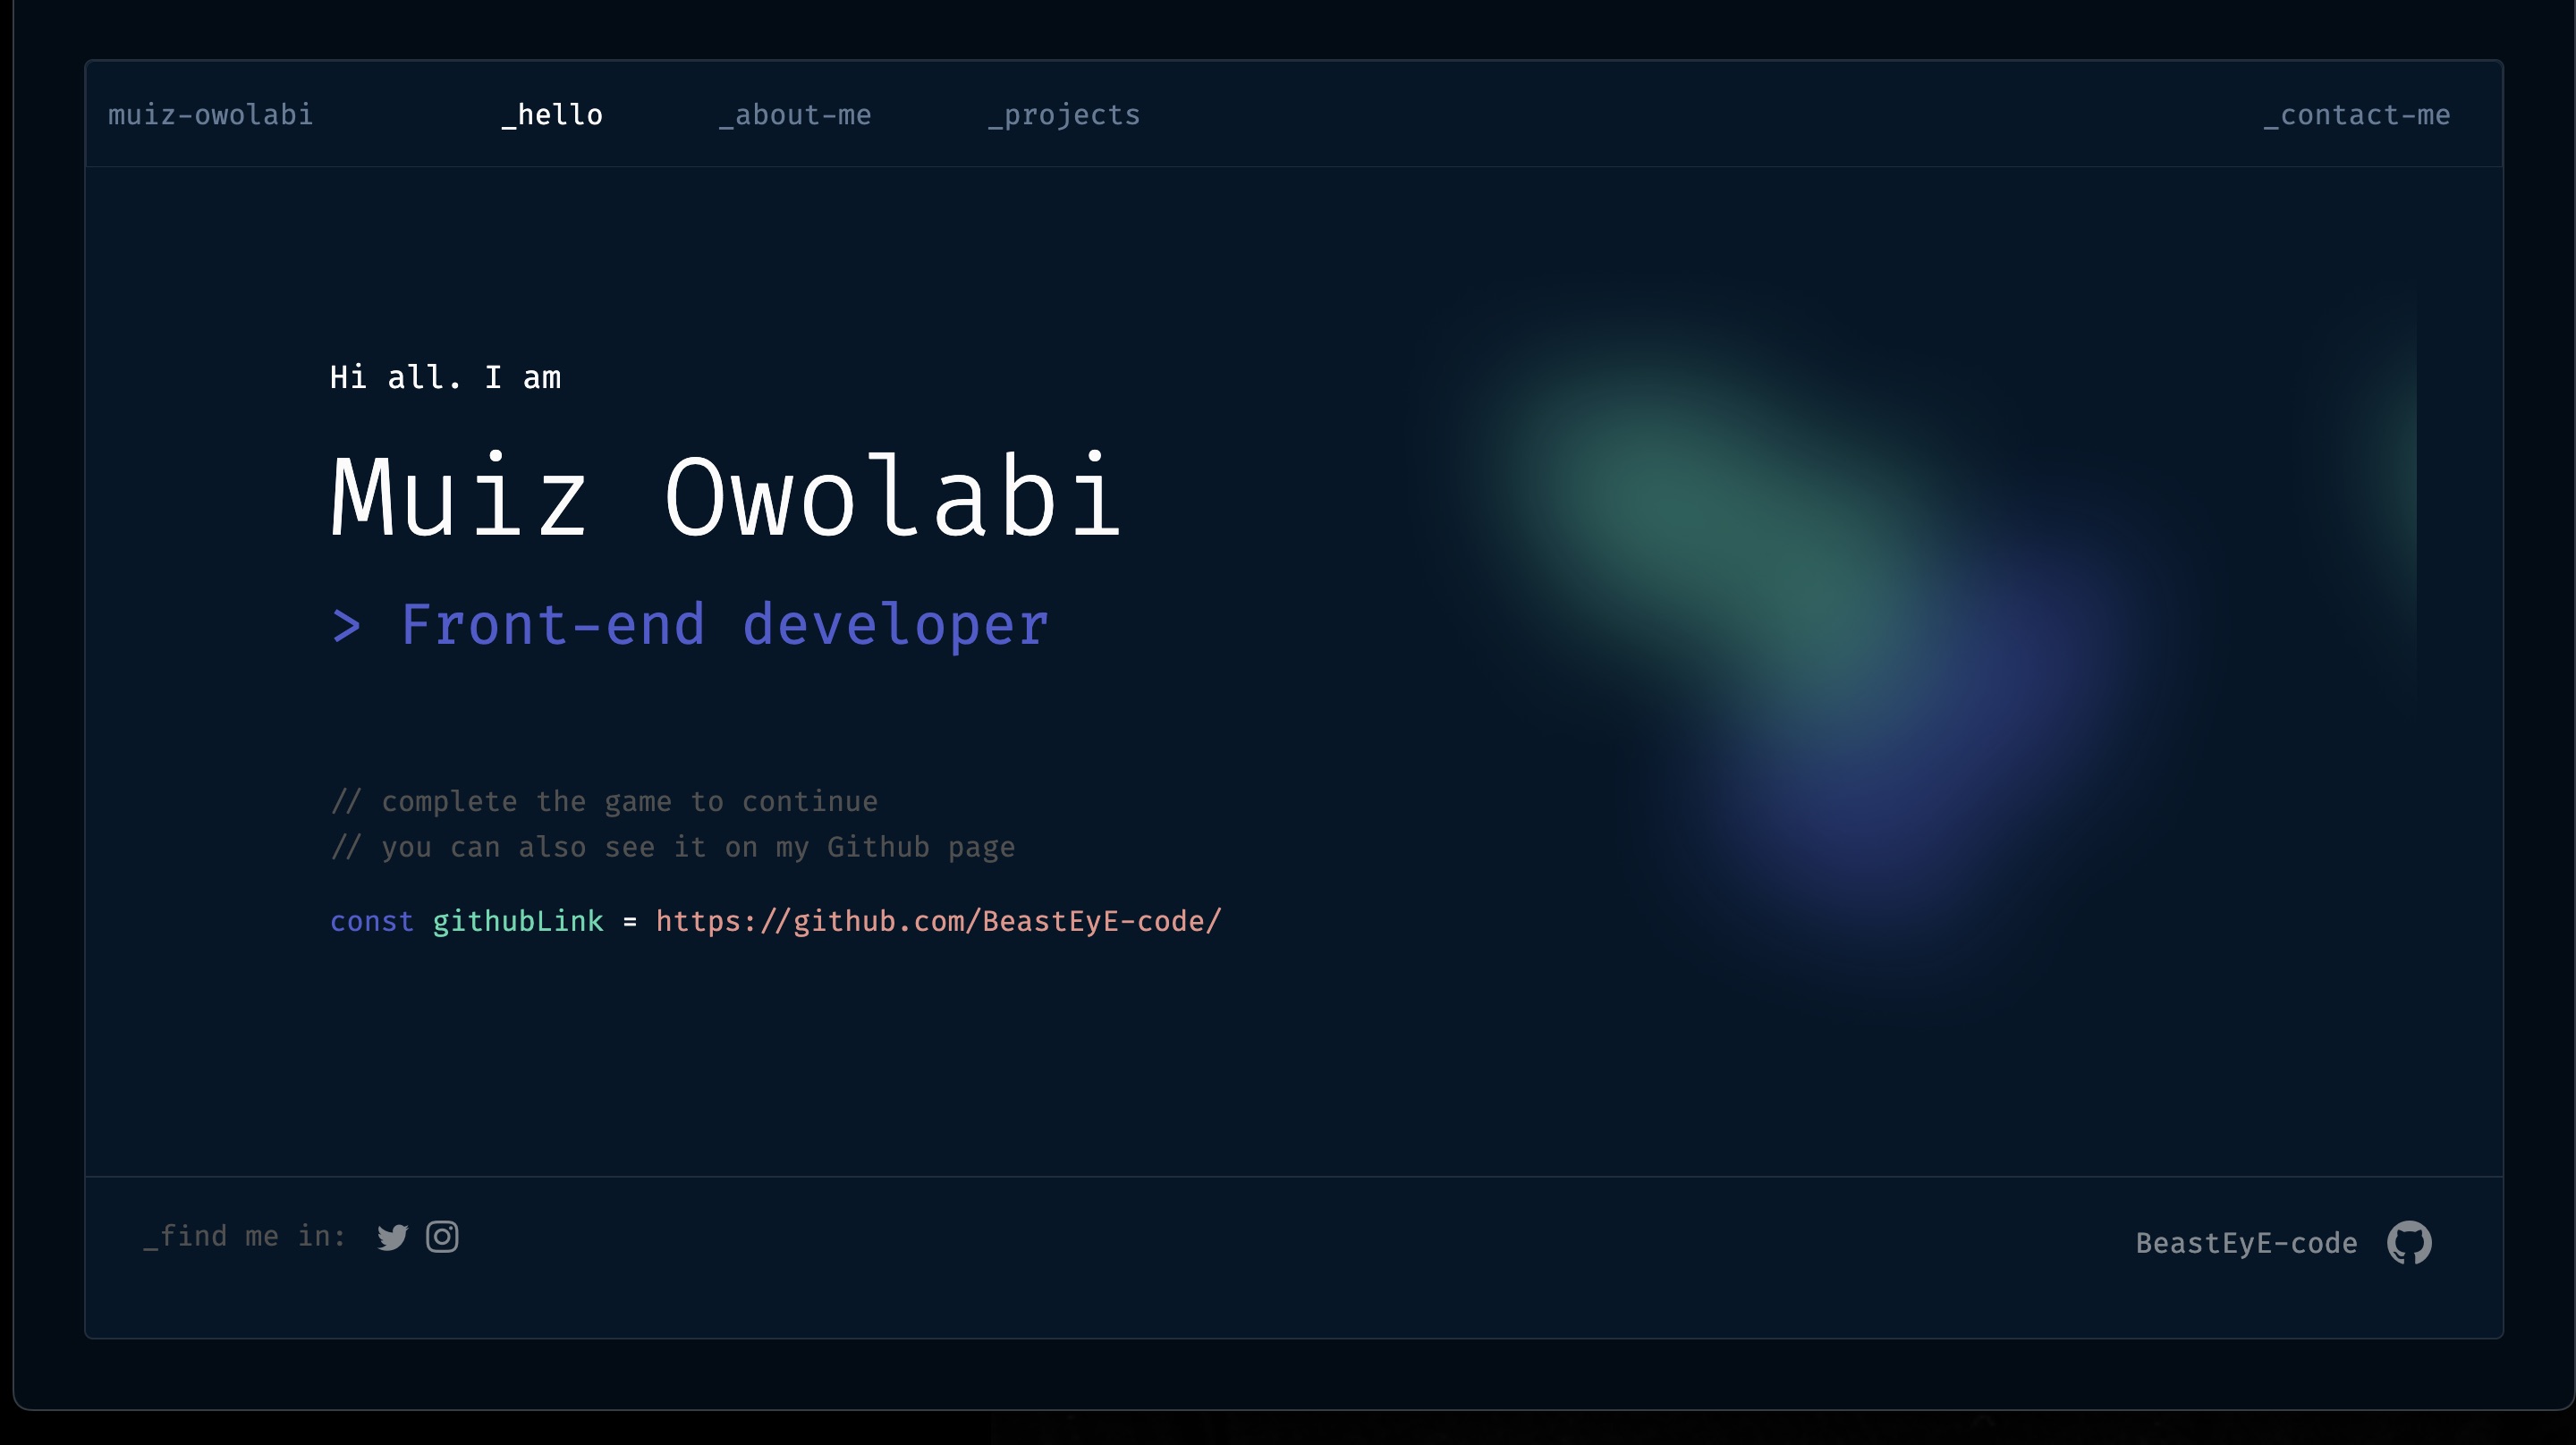 muiz-owolabi _hello _about-me _projects _contact-me
Hi all. I am
Muiz Owolabi
> Front-end developer
// complete the game to continue
// you can also see it on my Github page
const githubLink = https://github.com/BeastEyE-code/
_find me in: BeastEyE-code